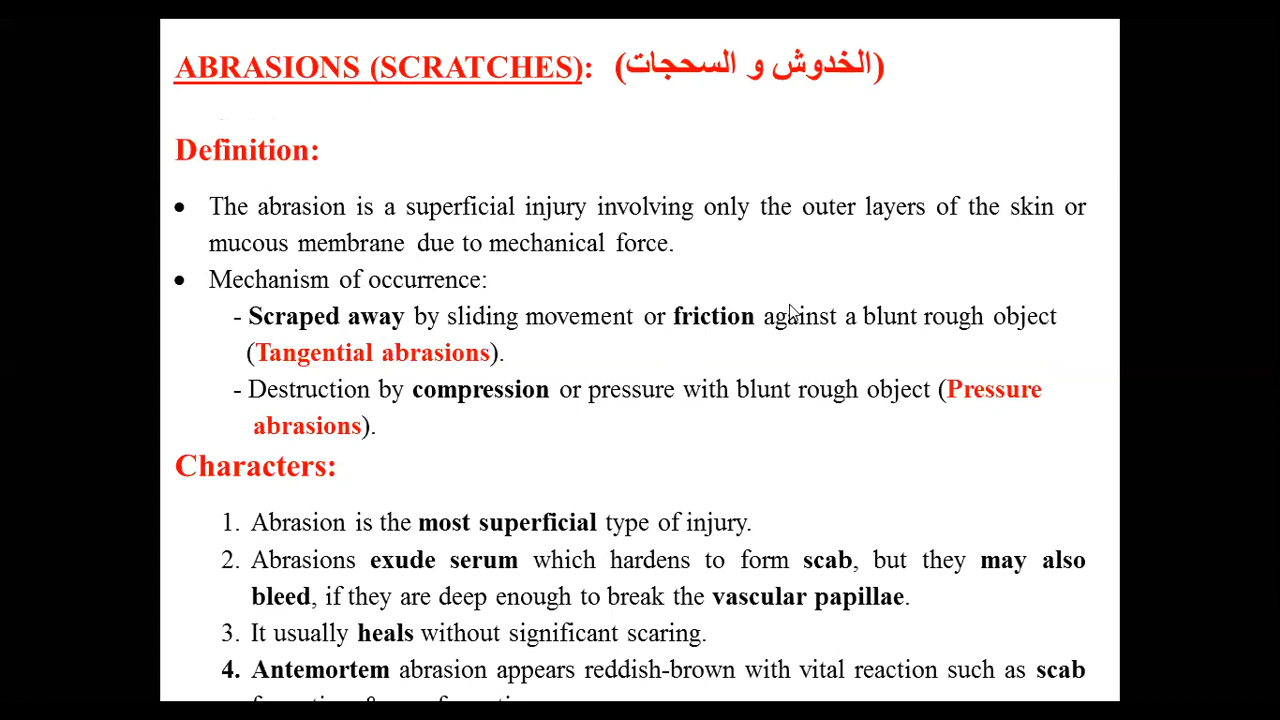 ABRASIONS (SCRATCHES): (الخدوش و السحجات)
Definition:
• The abrasion is a superficial injury involving only the outer layers of the skin or
mucous membrane due to mechanical force.
• Mechanism of occurrence:
- Scraped away by sliding movement or friction against a blunt rough object
(Tangential abrasions).
- Destruction by compression or pressure with blunt rough object (Pressure
abrasions).
Characters:
1. Abrasion is the most superficial type of injury.
2. Abrasions exude serum which hardens to form scab, but they may also
bleed, if they are deep enough to break the vascular papillae.
3. It usually heals without significant scaring.
4. Antemortem abrasion appears reddish-brown with vital reaction such as scab